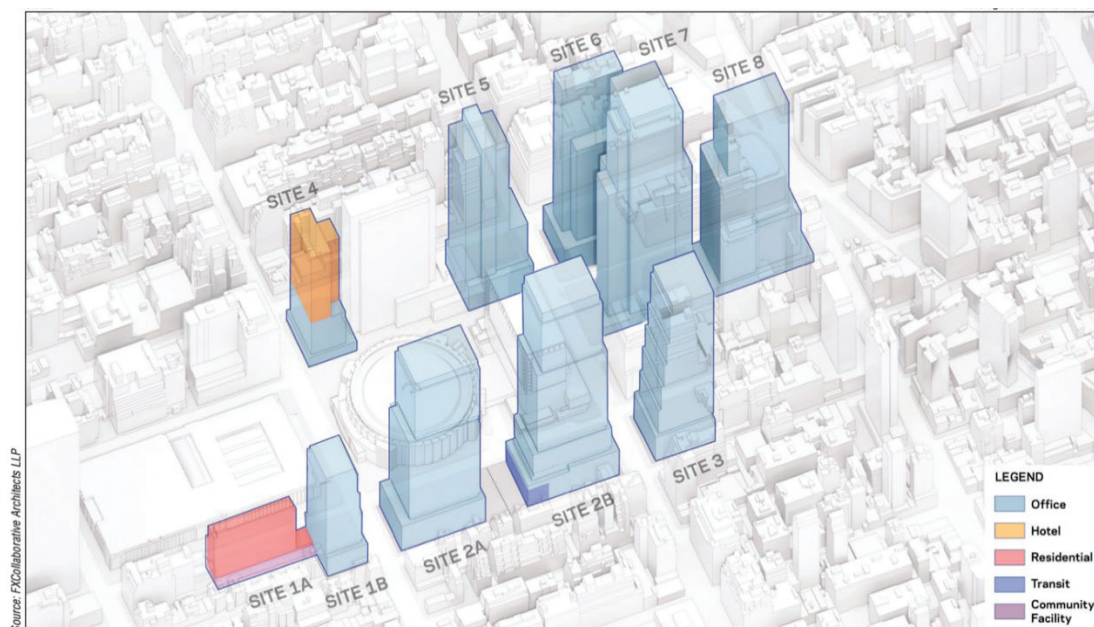 SITE 6
SITE 7
SITE 5
SITE 8
SITE 4
SITE 3
SITE 2B
SITE 2A
SITE 1A
SITE 1B
Source: FXCollaborative Architects LLP
LEGEND
Office
Hotel
Residential
Transit
Community
Facility